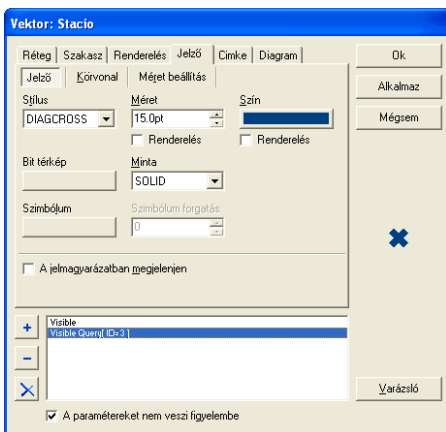 Vektor: Stacio
Réteg Szakasz Renderelés Jelző Cimke Diagram
Ok
Jelző Körvonal Méret beállítás
Alkalmaz
Stílus Méret Szín
DIAGCROSS 15.0pt
Mégsem
Renderelés Renderelés
Bit térkép Minta
SOLID
Szimbólum Szimbólum forgatás
0
A jelmagyarázatban megjelenjen
Visible
Visible Query[ ID=3 ]
Varázsló
A paramétereket nem veszi figyelembe